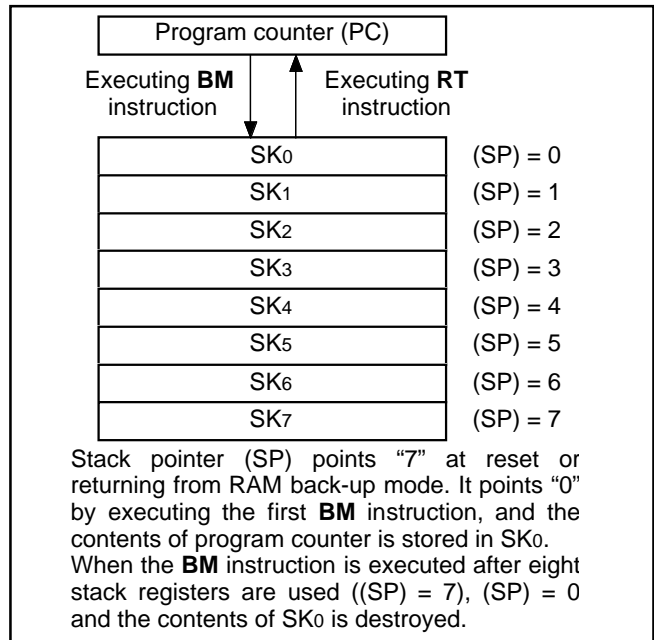 Program counter (PC)
Executing BM Executing RT
instruction instruction
SK0 (SP) = 0
SK1 (SP) = 1
SK2 (SP) = 2
SK3 (SP) = 3
SK4 (SP) = 4
SK5 (SP) = 5
SK6 (SP) = 6
SK7 (SP) = 7
Stack pointer (SP) points “7” at reset or
returning from RAM back-up mode. It points “0”
by executing the first BM instruction, and the
contents of program counter is stored in SK0.
When the BM instruction is executed after eight
stack registers are used ((SP) = 7), (SP) = 0
and the contents of SK0 is destroyed.